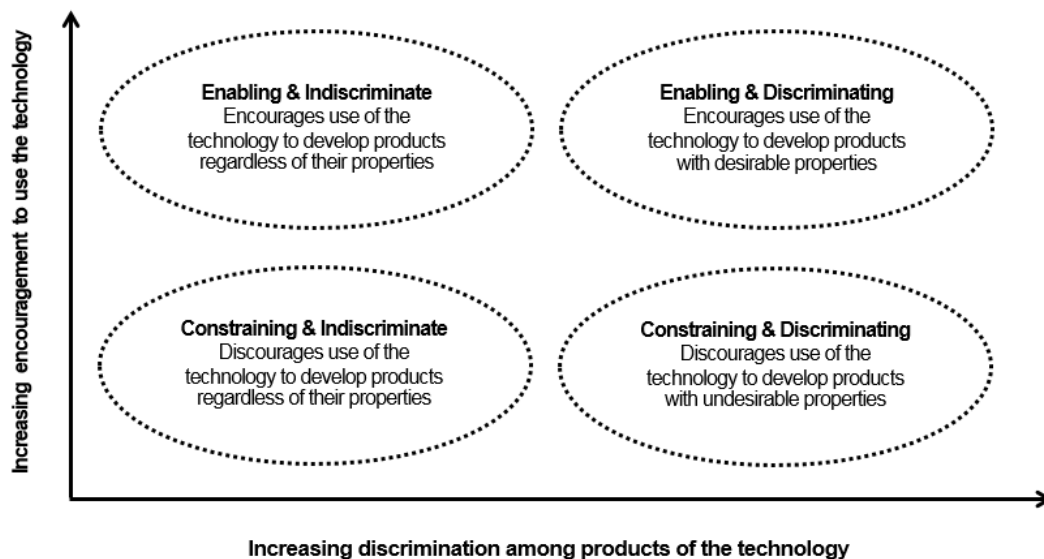 Increasing encouragement to use the technology
Enabling & Indiscriminate
Encourages use of the
technology to develop products
regardless of their properties
Enabling & Discriminating
Encourages use of the
technology to develop products
with desirable properties
Constraining & Indiscriminate
Discourages use of the
technology to develop products
regardless of their properties
Constraining & Discriminating
Discourages use of the
technology to develop products
with undesirable properties
Increasing discrimination among products of the technology